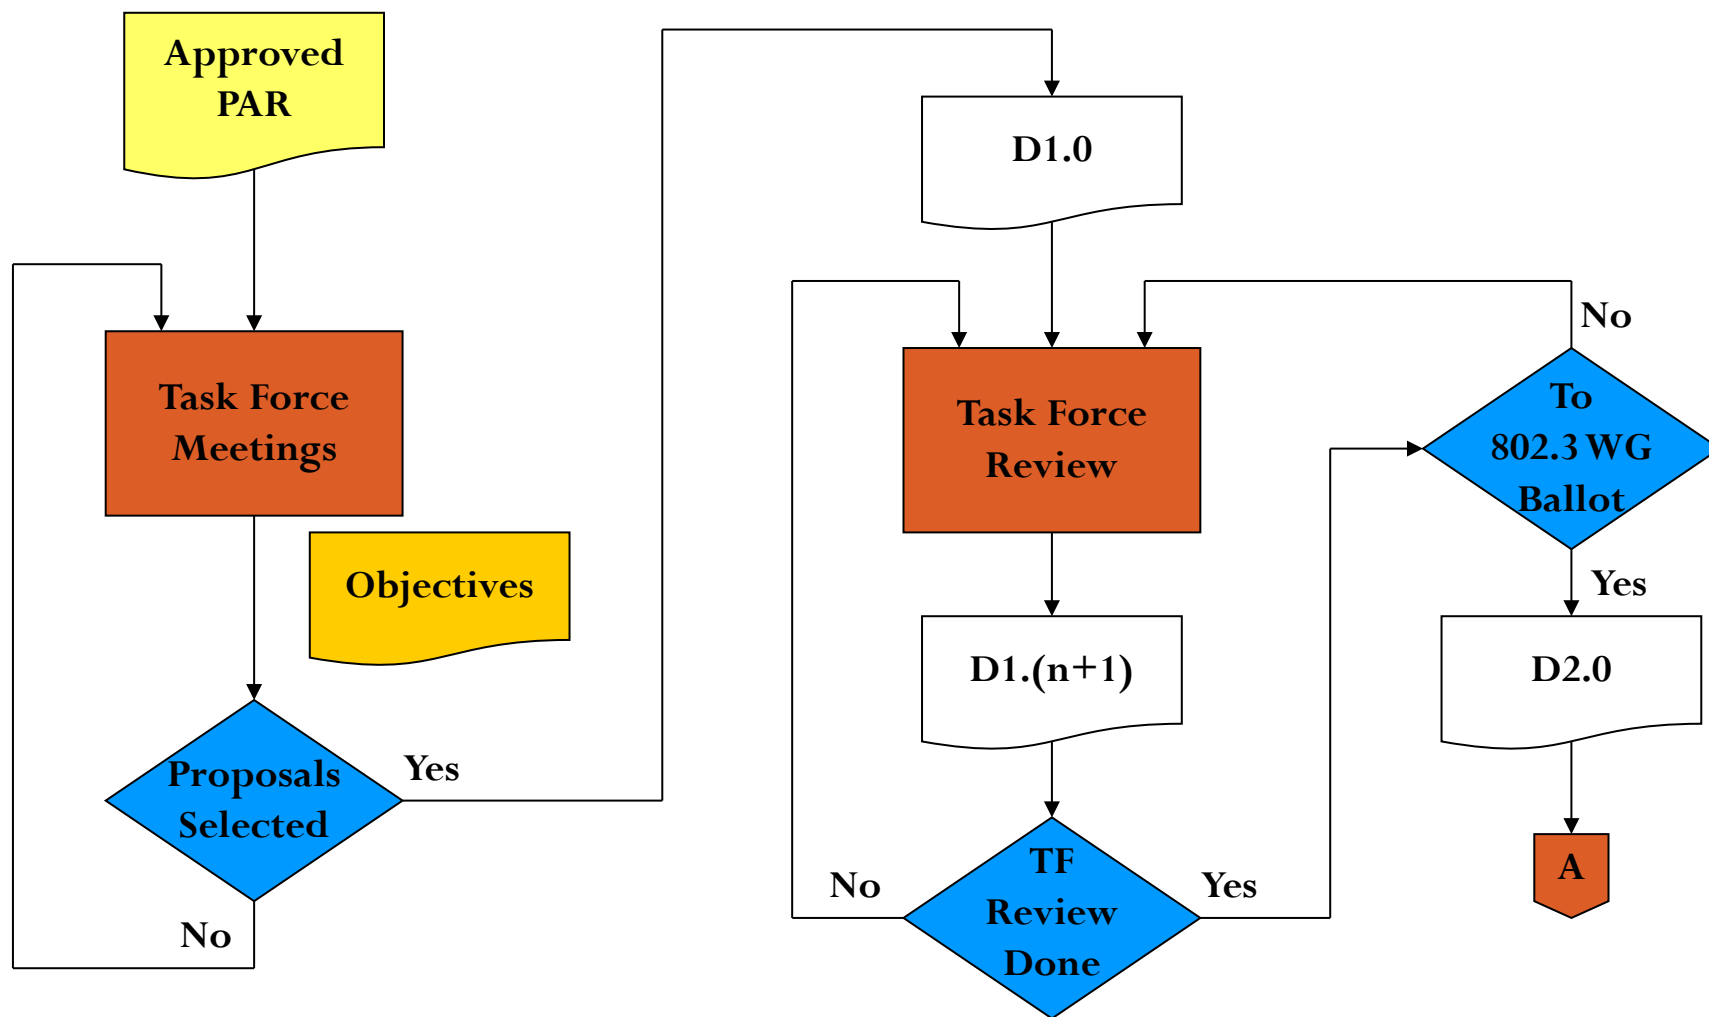 Approved
PAR
Task Force
Meetings
Objectives
Proposals
Selected
Yes
No
D1.0
Task Force
Review
D1.(n+1)
TF
Review
Done
No
Yes
To
802.3 WG
Ballot
No
Yes
D2.0
A